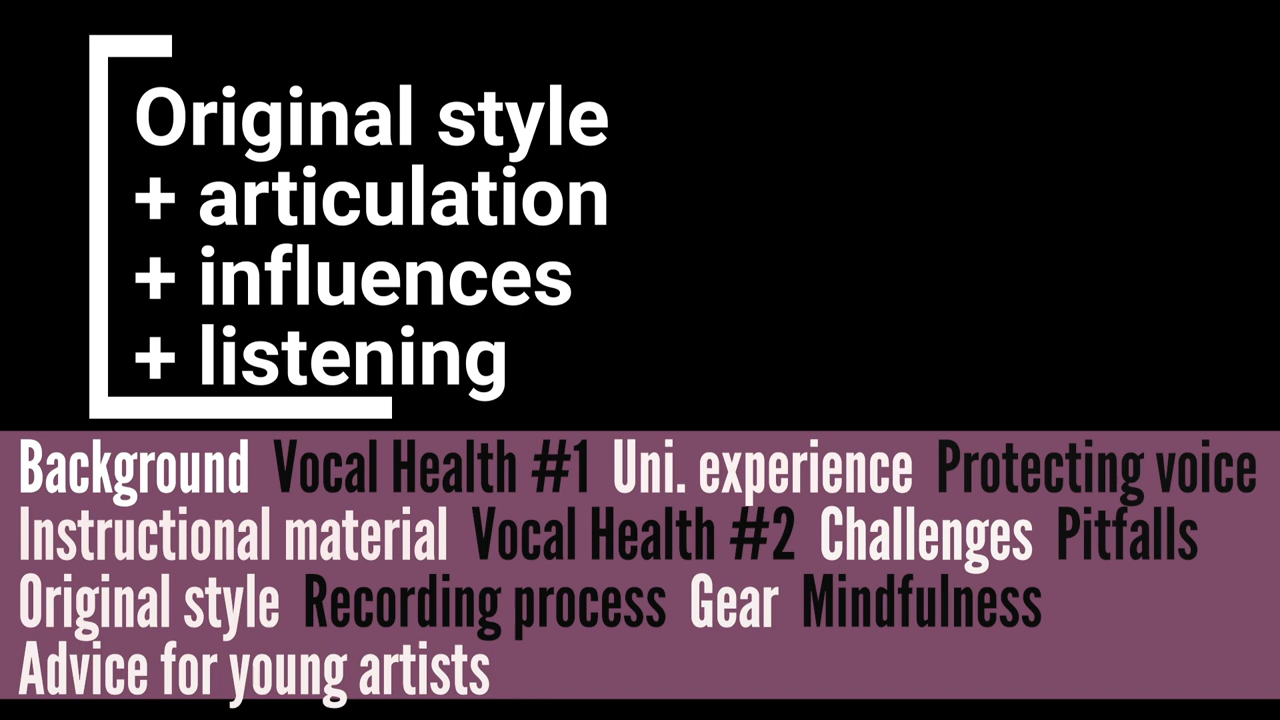 Original style
+ articulation
+ influences
+ listening
Background Vocal Health #1 Uni. experience Protecting voice
Instructional material Vocal Health #2 Challenges Pitfalls
Original style Recording process Gear Mindfulness
Advice for young artists